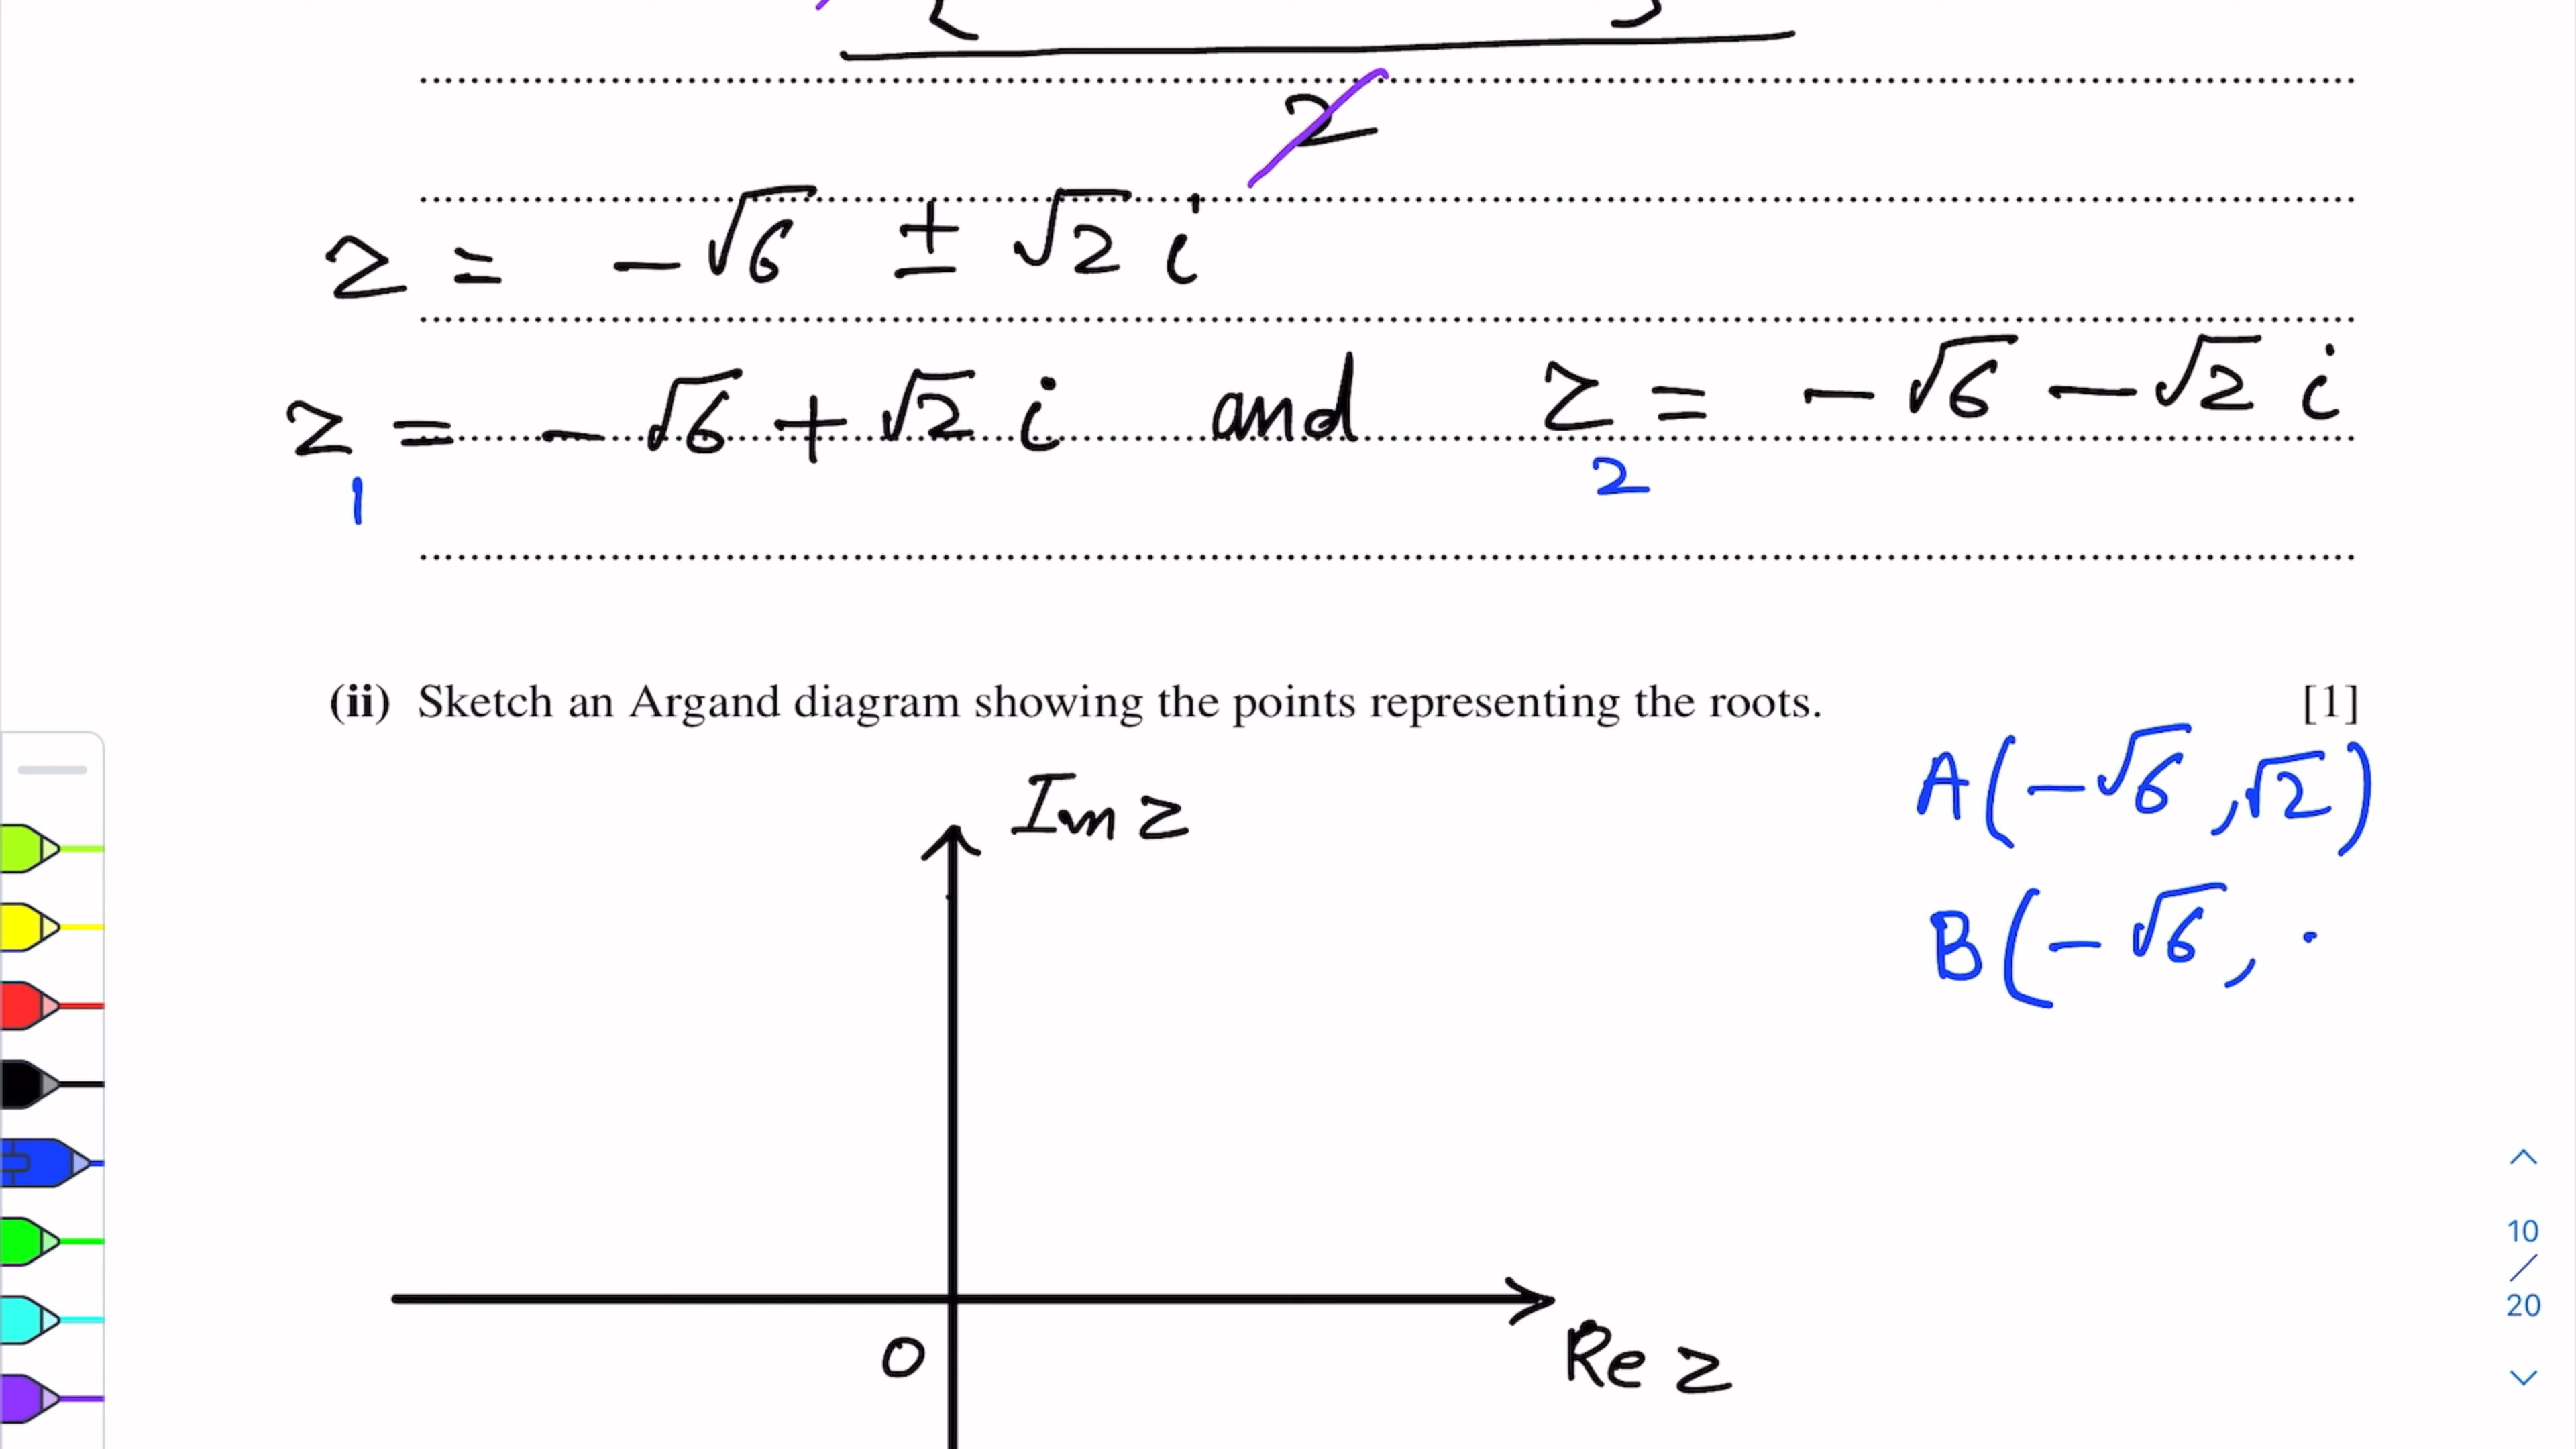 2
z = -√6 ± √2 i
z₁ = -√6 + √2 i and z₂ = -√6 - √2 i
(ii) Sketch an Argand diagram showing the points representing the roots. [1]
A(-√6, √2)
Im z
B(-√6,
10
/
20
O
Re z